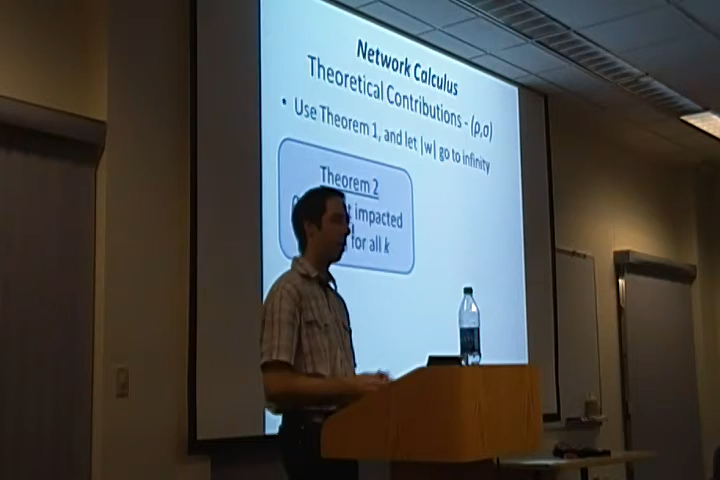 Network Calculus
Theoretical Contributions - (ρ,σ)
• Use Theorem 1, and let |w| go to infinity
Theorem 2
impacted
for all k